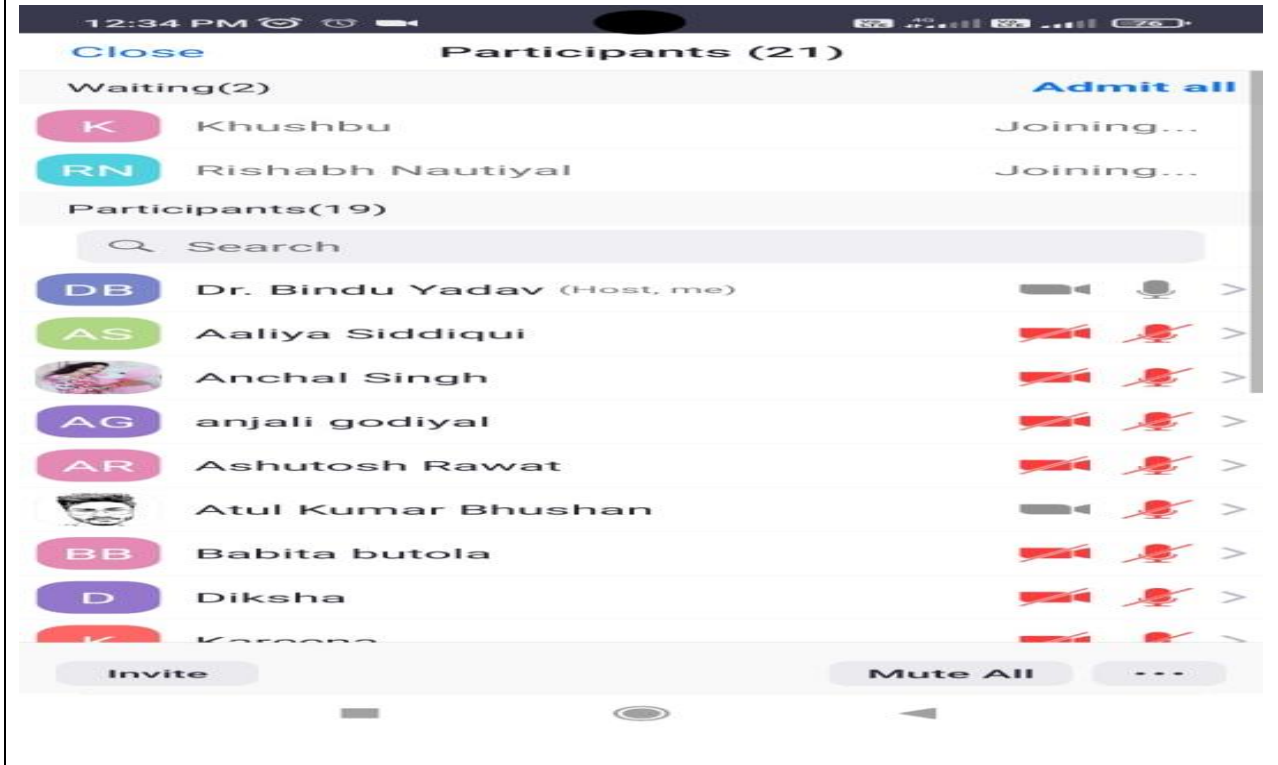 12:34 PM
76
Close Participants (21)
Waiting(2) Admit all
K Khushbu Joining...
RN Rishabh Nautiyal Joining...
Participants(19)
Search
DB Dr. Bindu Yadav (Host, me)
AS Aaliya Siddiqui
Anchal Singh
AG anjali godiyal
AR Ashutosh Rawat
Atul Kumar Bhushan
BB Babita butola
D Diksha
K Kareena
Invite Mute All ...